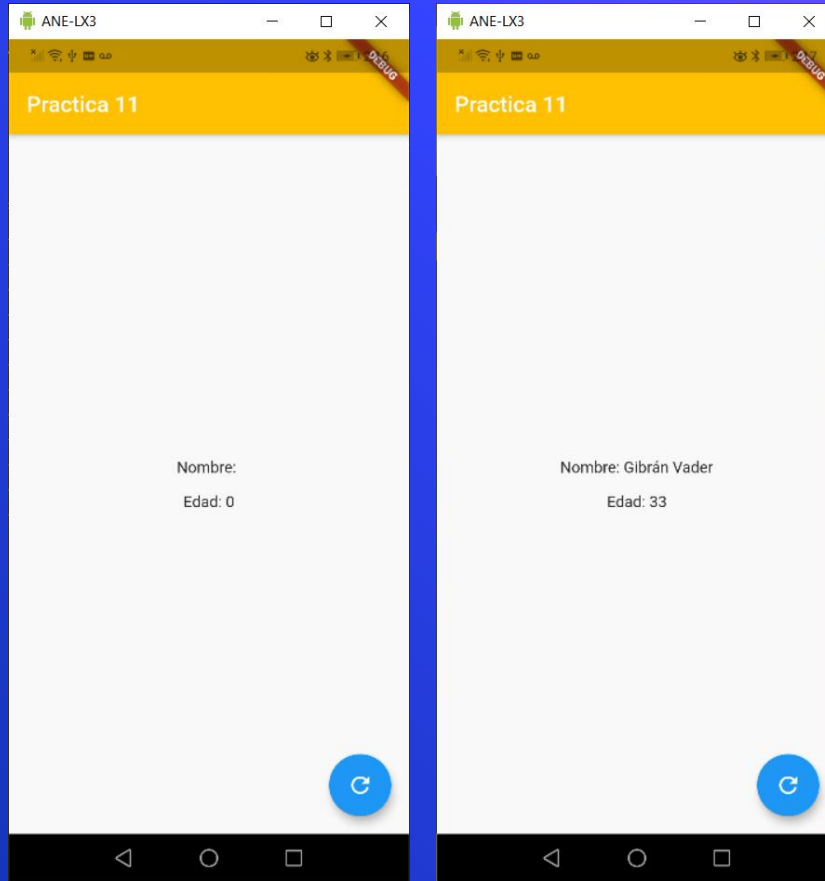 ANE-LX3
DEBUG
Practica 11
Nombre:
Edad: 0
ANE-LX3
DEBUG
Practica 11
Nombre: Gibrán Vader
Edad: 33